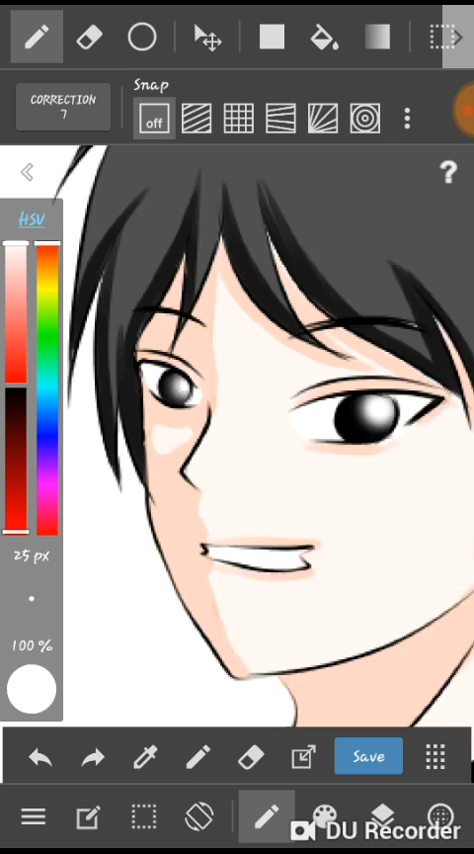 Snap
CORRECTION
7
off
?
HSV
25 px
100 %
Save
DU Recorder